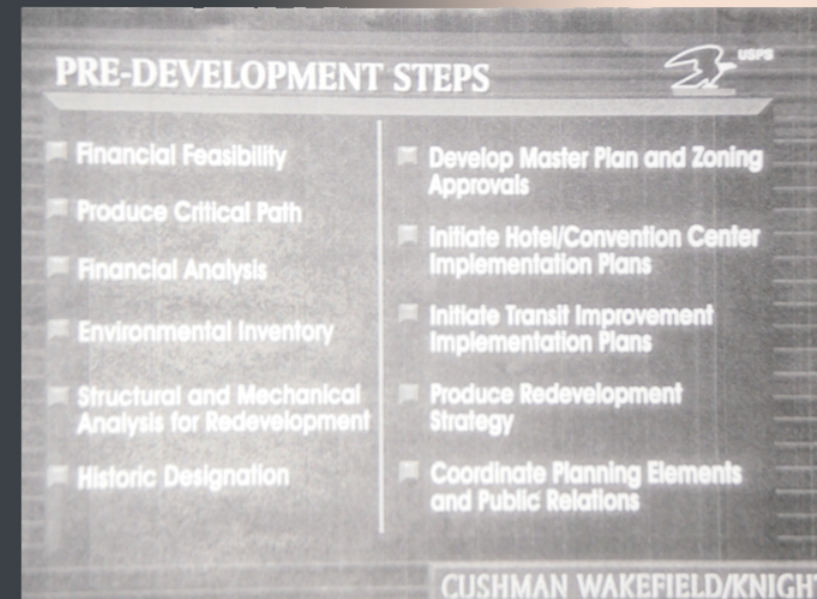 PRE-DEVELOPMENT STEPS
USPS
Financial Feasibility
Produce Critical Path
Financial Analysis
Environmental Inventory
Structural and Mechanical
Analysis for Redevelopment
Historic Designation
Develop Master Plan and Zoning
Approvals
Initiate Hotel/Convention Center
Implementation Plans
Initiate Transit Improvement
Implementation Plans
Produce Redevelopment
Strategy
Coordinate Planning Elements
and Public Relations
CUSHMAN WAKEFIELD/KNIGHT